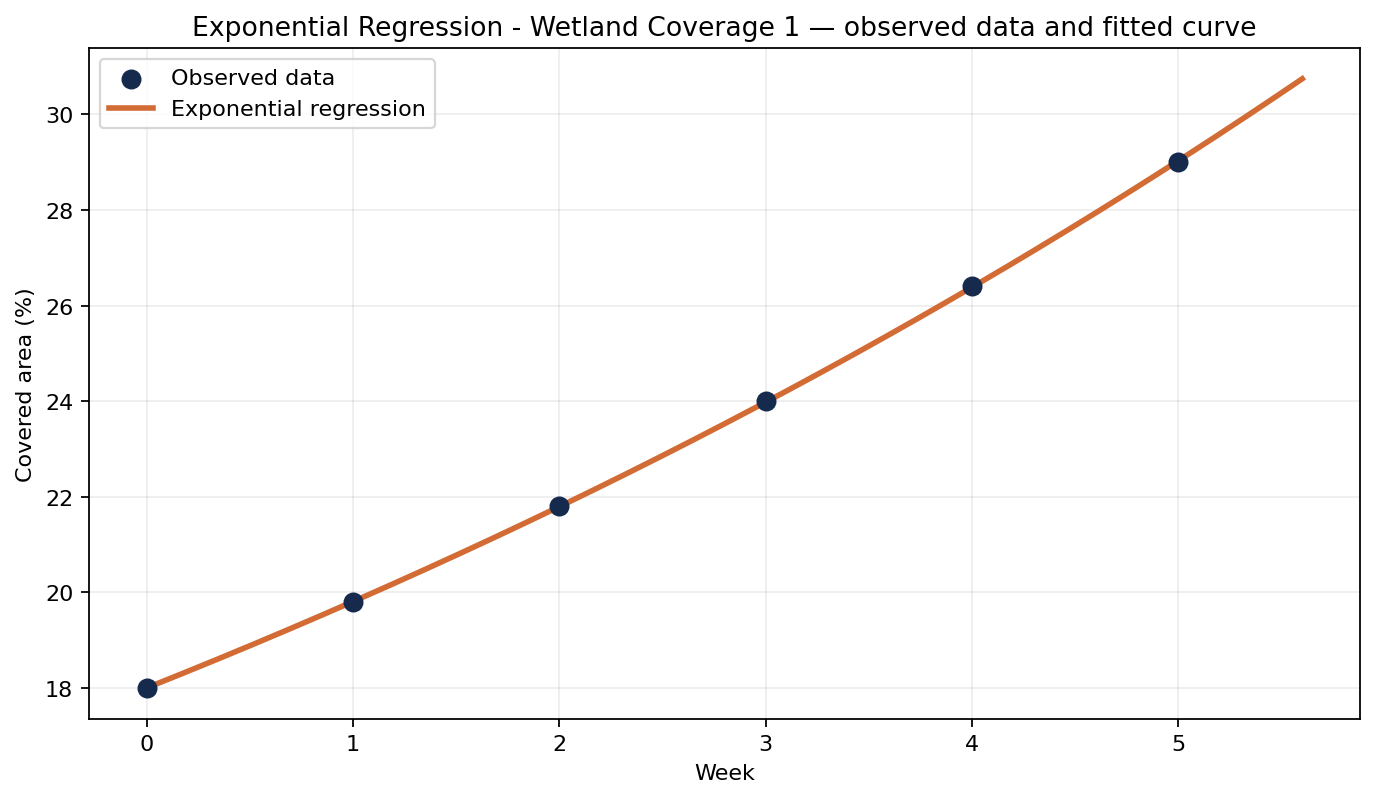 Exponential Regression - Wetland Coverage 1 — observed data and fitted curve
Observed data
Exponential regression
Covered area (%)
30
28
26
24
22
20
18
0 1 2 3 4 5
Week